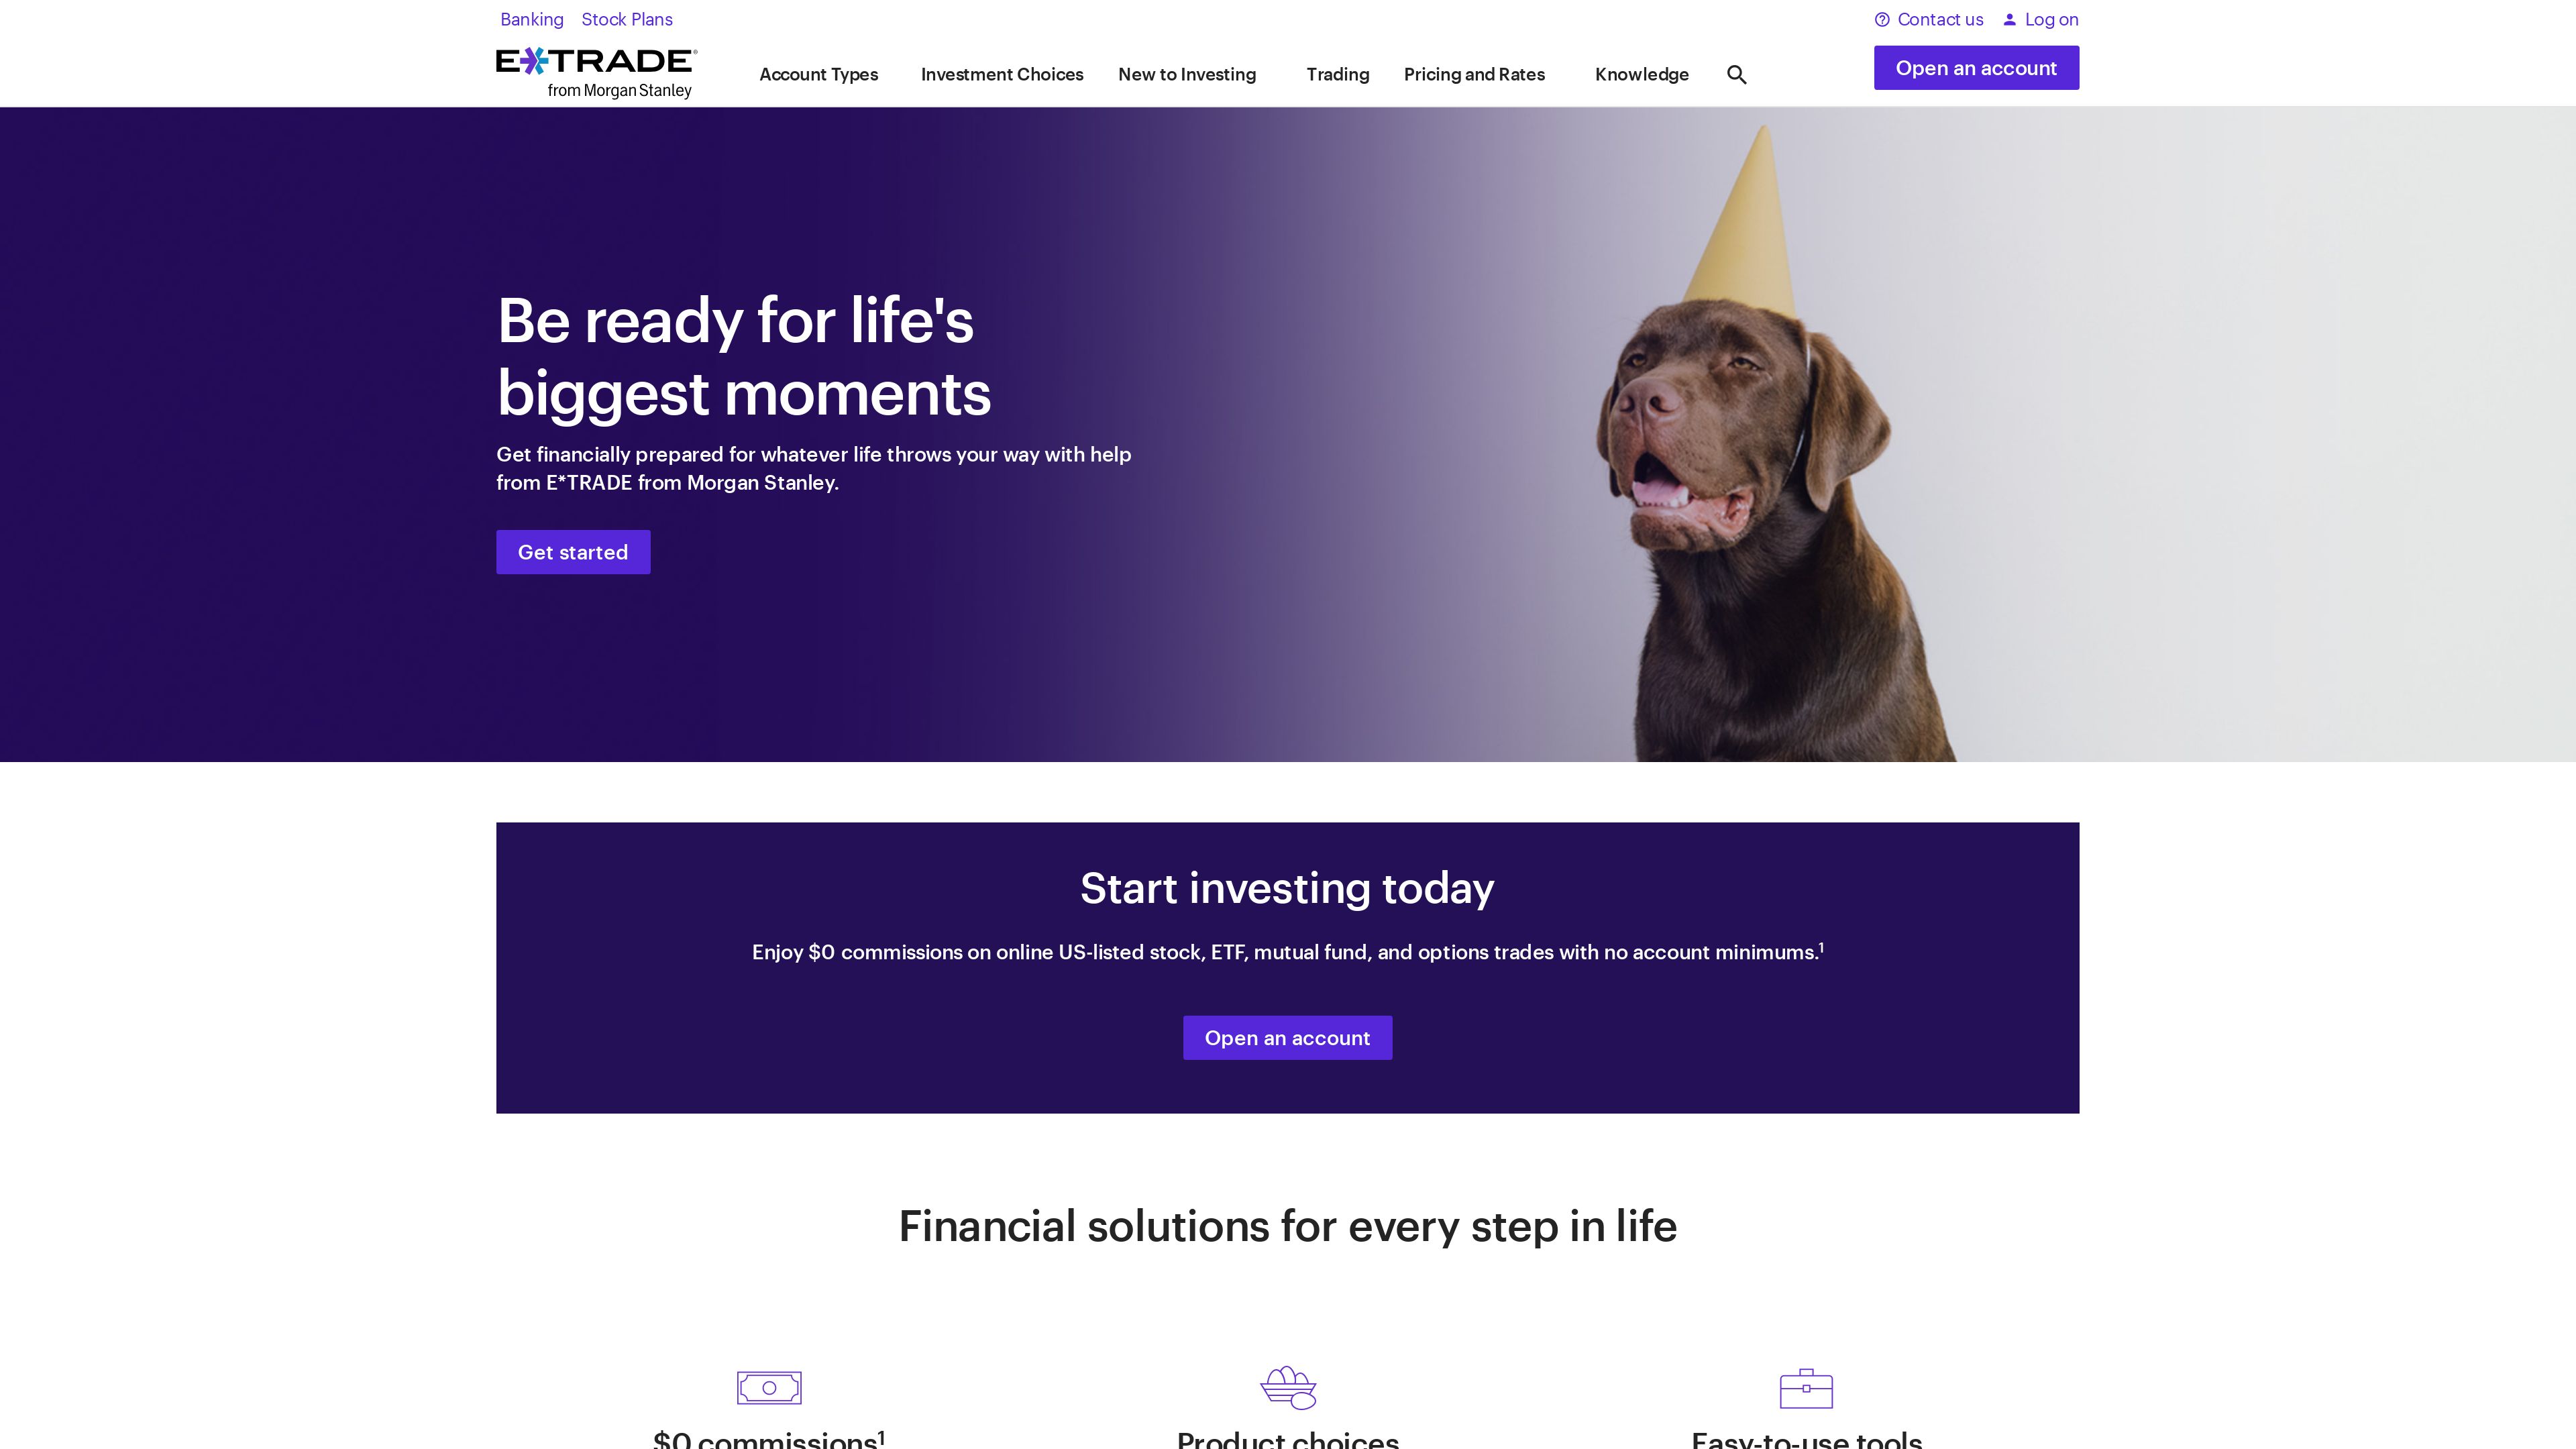 Banking Stock Plans
Contact us Log on
E*TRADE®
from Morgan Stanley
Account Types Investment Choices New to Investing Trading Pricing and Rates Knowledge
Open an account
Be ready for life's
biggest moments
Get financially prepared for whatever life throws your way with help
from E*TRADE from Morgan Stanley.
Get started
Start investing today
Enjoy $0 commissions on online US-listed stock, ETF, mutual fund, and options trades with no account minimums.1
Open an account
Financial solutions for every step in life
$0 commissions1 Product choices Easy-to-use tools